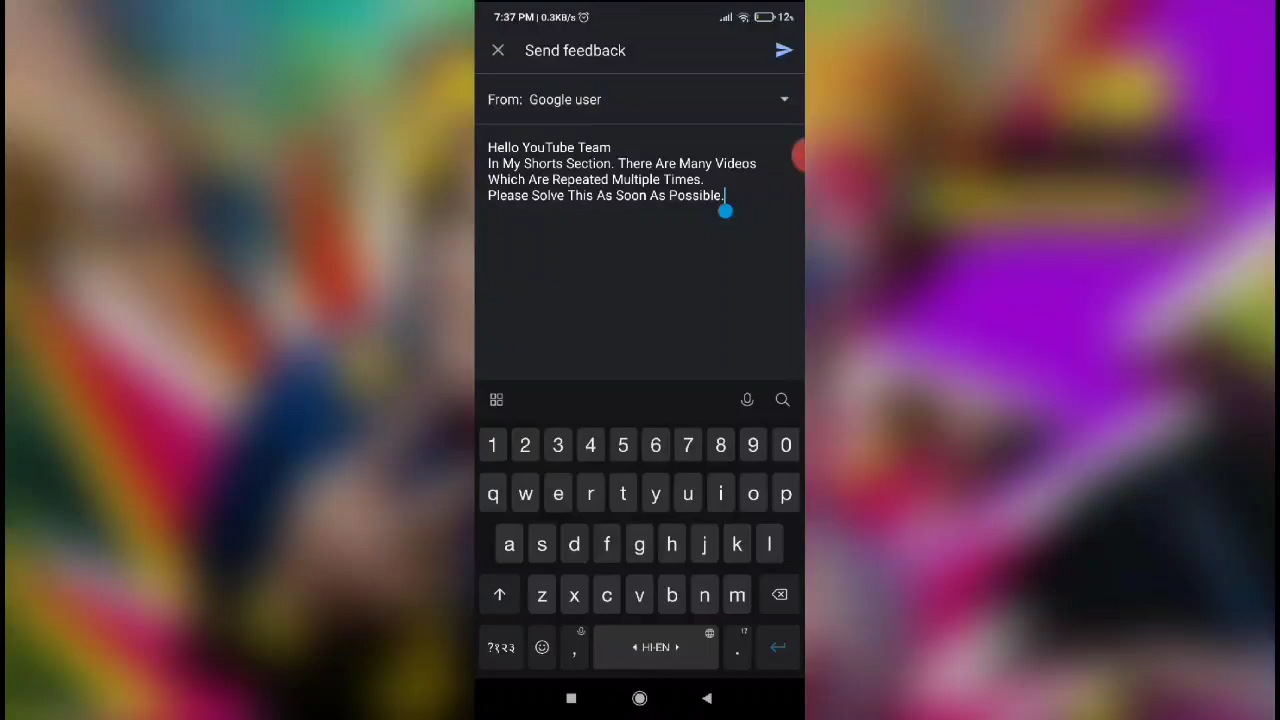 7:37 PM | 0.3KB/s
12%
Send feedback
From: Google user
Hello YouTube Team
In My Shorts Section. There Are Many Videos
Which Are Repeated Multiple Times.
Please Solve This As Soon As Possible.
1 2 3 4 5 6 7 8 9 0
q w e r t y u i o p
a s d f g h j k l
z x c v b n m
?१२३ , HI-EN . !?